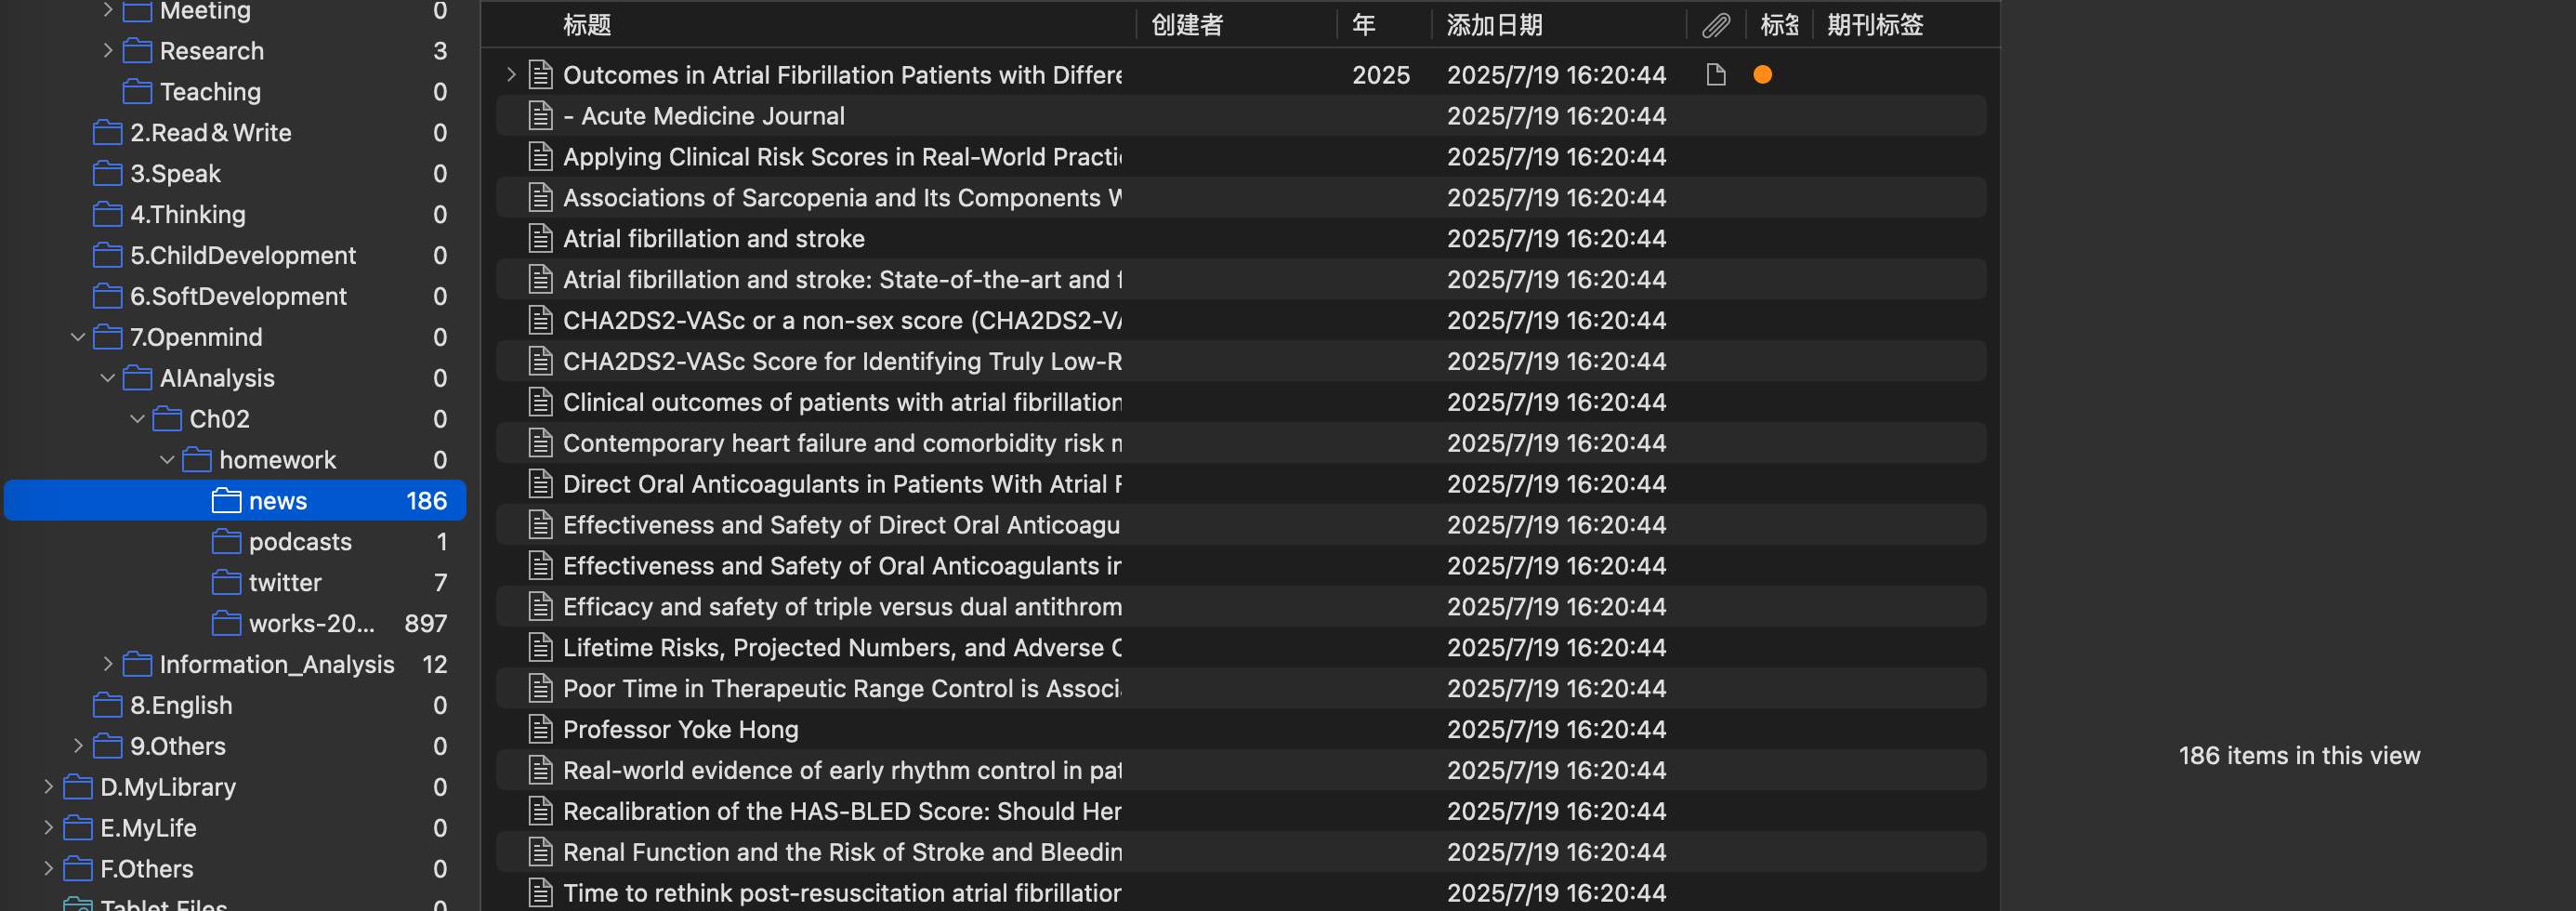 Meeting 0
Research 3
Teaching 0
2.Read&Write 0
3.Speak 0
4.Thinking 0
5.ChildDevelopment 0
6.SoftDevelopment 0
7.Openmind 0
AIAnalysis 0
Ch02 0
homework 0
news 186
podcasts 1
twitter 7
works-20... 897
Information_Analysis 12
8.English 0
9.Others 0
D.MyLibrary 0
E.MyLife 0
F.Others 0
Tablet Files 0
标题 创建者 年 添加日期 标签 期刊标签
Outcomes in Atrial Fibrillation Patients with Differe 2025 2025/7/19 16:20:44
- Acute Medicine Journal 2025/7/19 16:20:44
Applying Clinical Risk Scores in Real-World Practi 2025/7/19 16:20:44
Associations of Sarcopenia and Its Components W 2025/7/19 16:20:44
Atrial fibrillation and stroke 2025/7/19 16:20:44
Atrial fibrillation and stroke: State-of-the-art and f 2025/7/19 16:20:44
CHA2DS2-VASc or a non-sex score (CHA2DS2-VA 2025/7/19 16:20:44
CHA2DS2-VASc Score for Identifying Truly Low-R 2025/7/19 16:20:44
Clinical outcomes of patients with atrial fibrillation 2025/7/19 16:20:44
Contemporary heart failure and comorbidity risk m 2025/7/19 16:20:44
Direct Oral Anticoagulants in Patients With Atrial F 2025/7/19 16:20:44
Effectiveness and Safety of Direct Oral Anticoagu 2025/7/19 16:20:44
Effectiveness and Safety of Oral Anticoagulants in 2025/7/19 16:20:44
Efficacy and safety of triple versus dual antithrom 2025/7/19 16:20:44
Lifetime Risks, Projected Numbers, and Adverse C 2025/7/19 16:20:44
Poor Time in Therapeutic Range Control is Associa 2025/7/19 16:20:44
Professor Yoke Hong 2025/7/19 16:20:44
Real-world evidence of early rhythm control in pat 2025/7/19 16:20:44
Recalibration of the HAS-BLED Score: Should Her 2025/7/19 16:20:44
Renal Function and the Risk of Stroke and Bleedin 2025/7/19 16:20:44
Time to rethink post-resuscitation atrial fibrillation 2025/7/19 16:20:44
186 items in this view